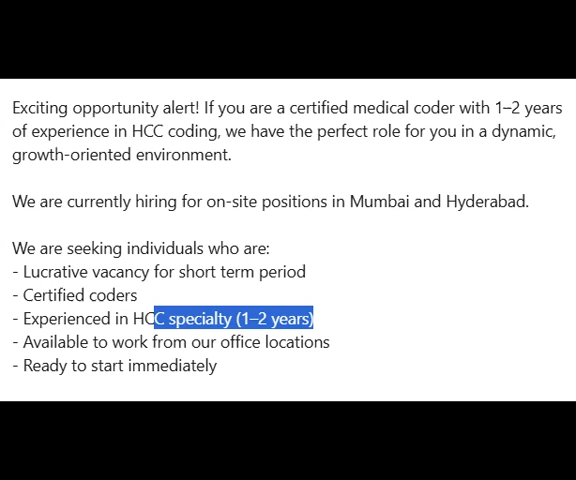 Exciting opportunity alert! If you are a certified medical coder with 1–2 years
of experience in HCC coding, we have the perfect role for you in a dynamic,
growth-oriented environment.
We are currently hiring for on-site positions in Mumbai and Hyderabad.
We are seeking individuals who are:
- Lucrative vacancy for short term period
- Certified coders
- Experienced in HCC specialty (1–2 years)
- Available to work from our office locations
- Ready to start immediately